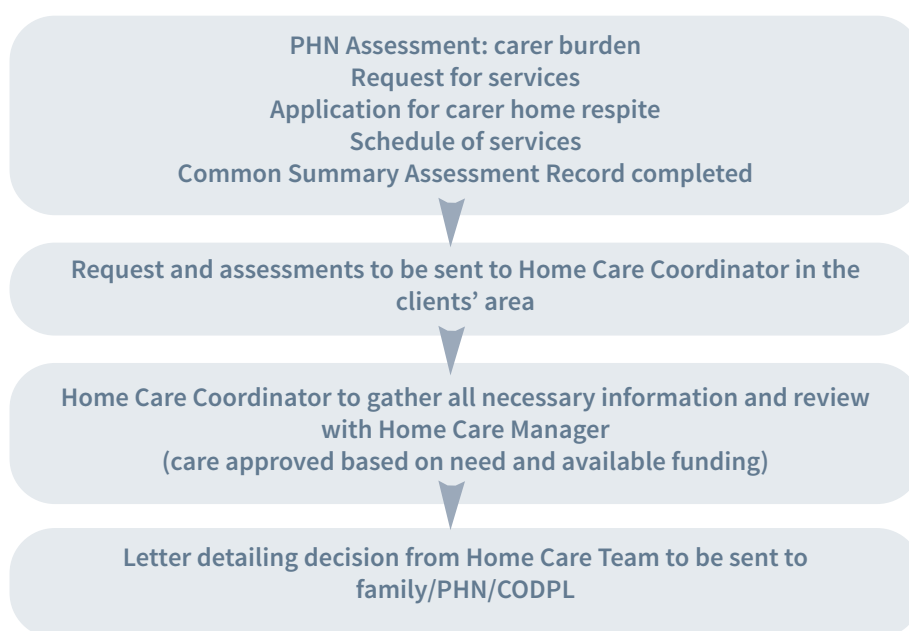 PHN Assessment: carer burden
Request for services
Application for carer home respite
Schedule of services
Common Summary Assessment Record completed
Request and assessments to be sent to Home Care Coordinator in the
clients’ area
Home Care Coordinator to gather all necessary information and review
with Home Care Manager
(care approved based on need and available funding)
Letter detailing decision from Home Care Team to be sent to
family/PHN/CODPL